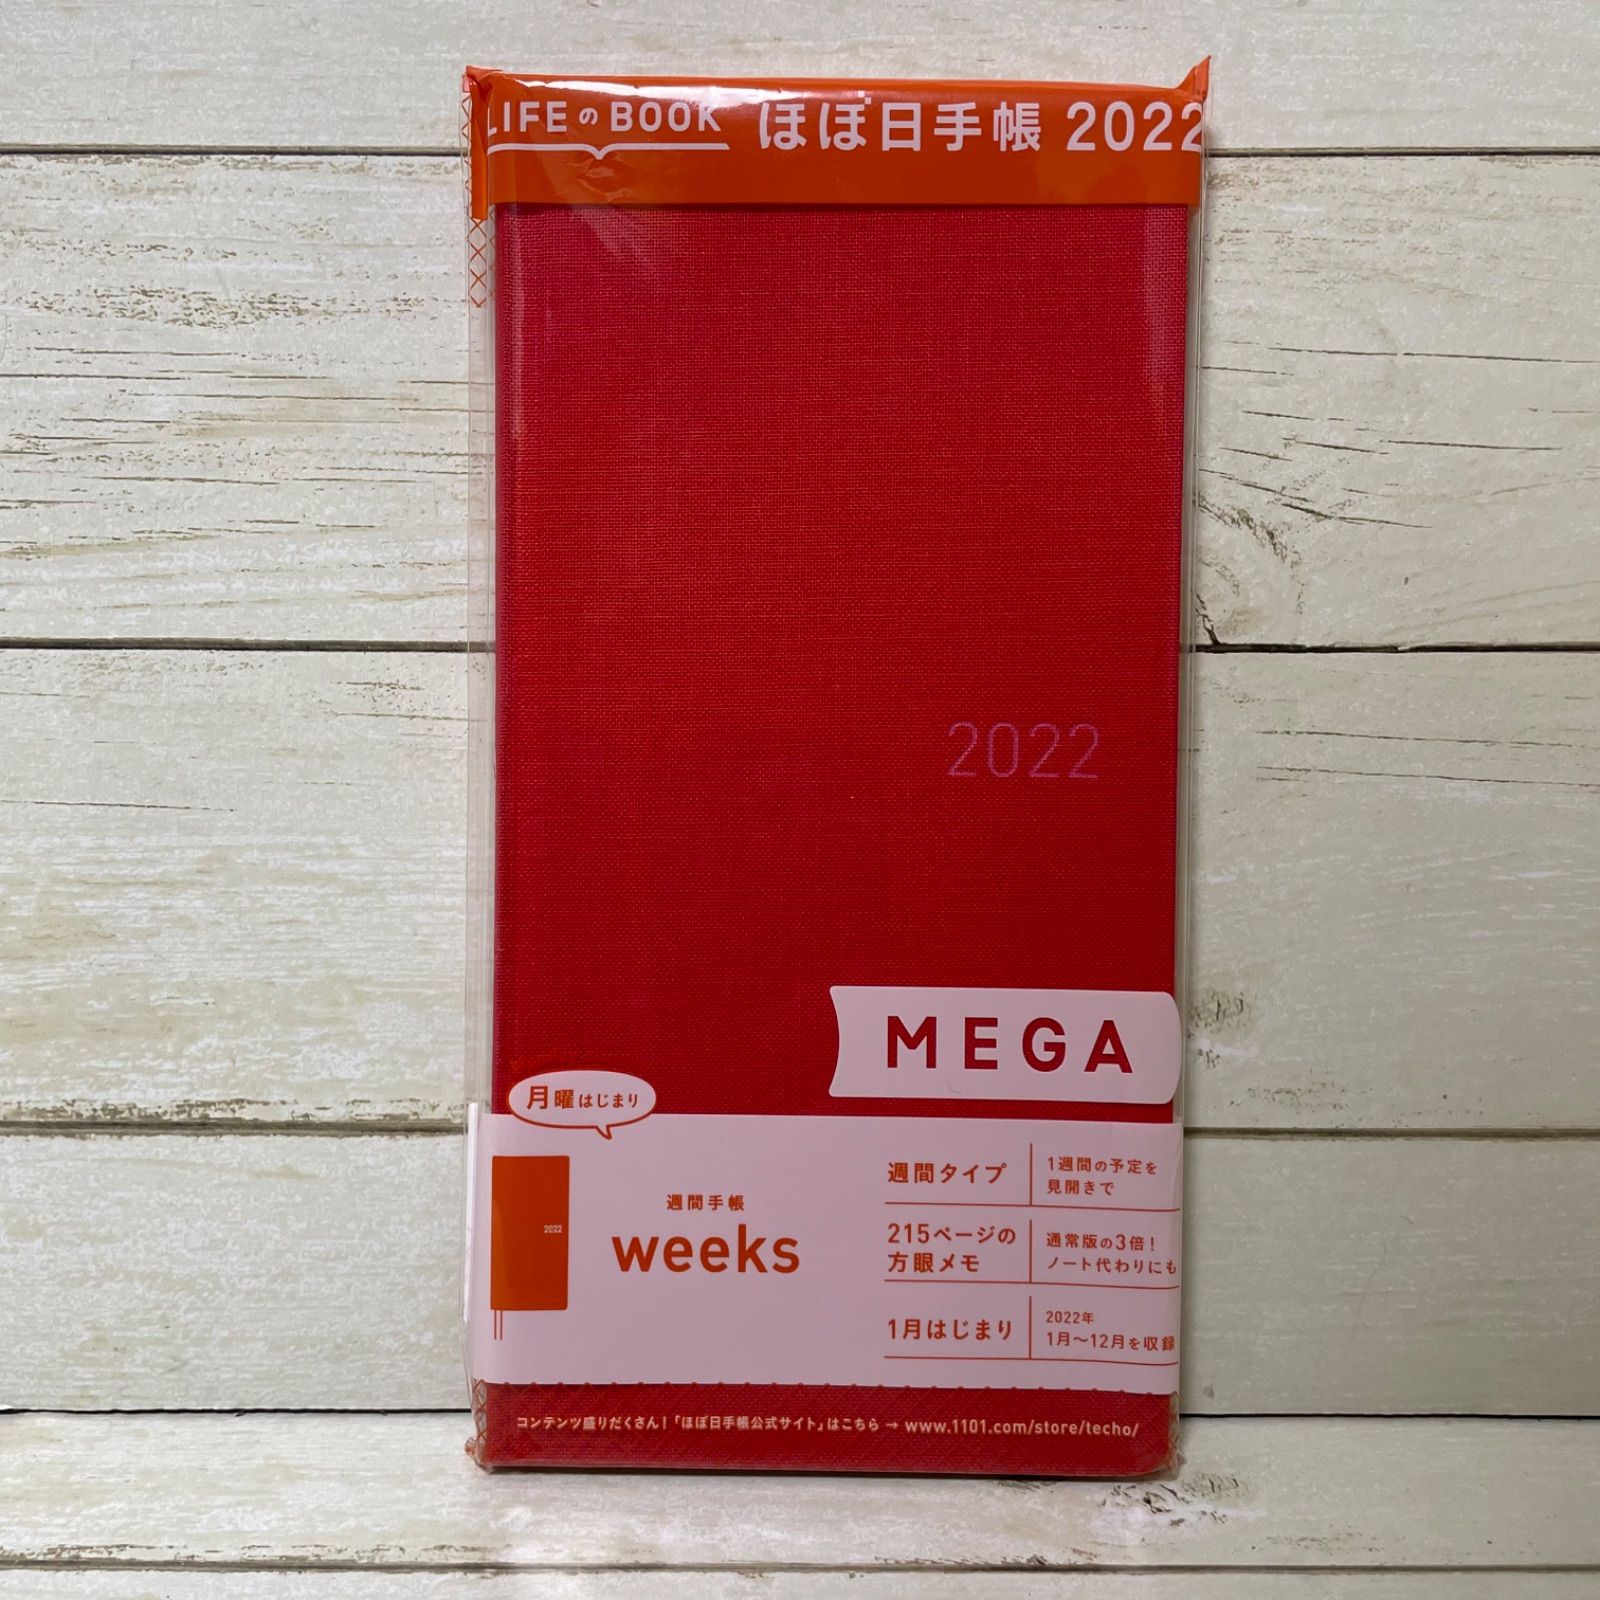 LIFEのBOOK ほぼ日手帳 2022
2022
MEGA
月曜はじまり
2022
週間手帳
weeks
週間タイプ
1週間の予定を
見開きで
215ページの
方眼メモ
通常版の3倍!
ノート代わりにも
1月はじまり
2022年
1月〜12月を収録
コンテンツ盛りだくさん!「ほぼ日手帳公式サイト」はこちら → www.1101.com/store/techo/